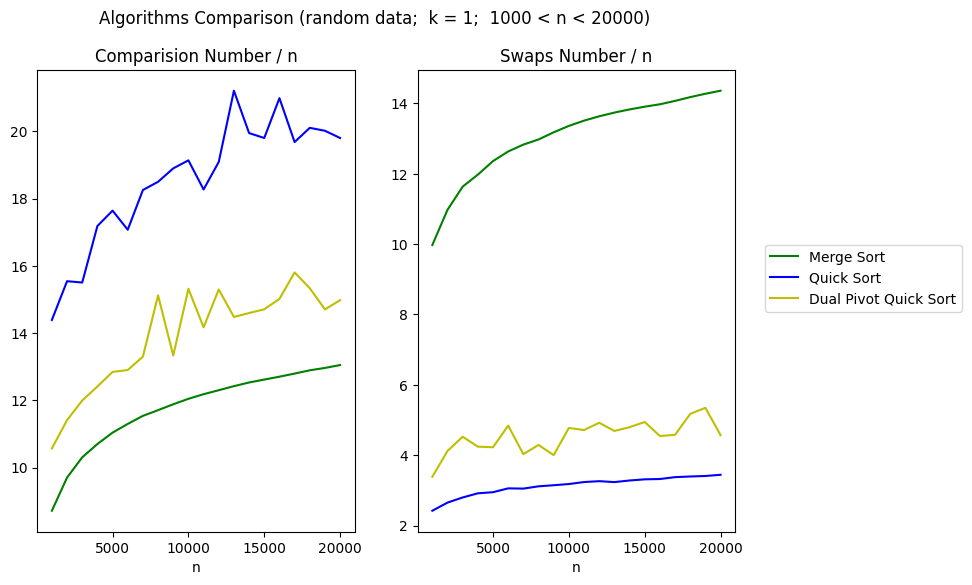 Algorithms Comparison (random data;  k = 1;  1000 < n < 20000)
Comparision Number / n
20
18
16
14
12
10
5000 10000 15000 20000
n
Swaps Number / n
14
12
10
8
6
4
2
5000 10000 15000 20000
n
Merge Sort
Quick Sort
Dual Pivot Quick Sort